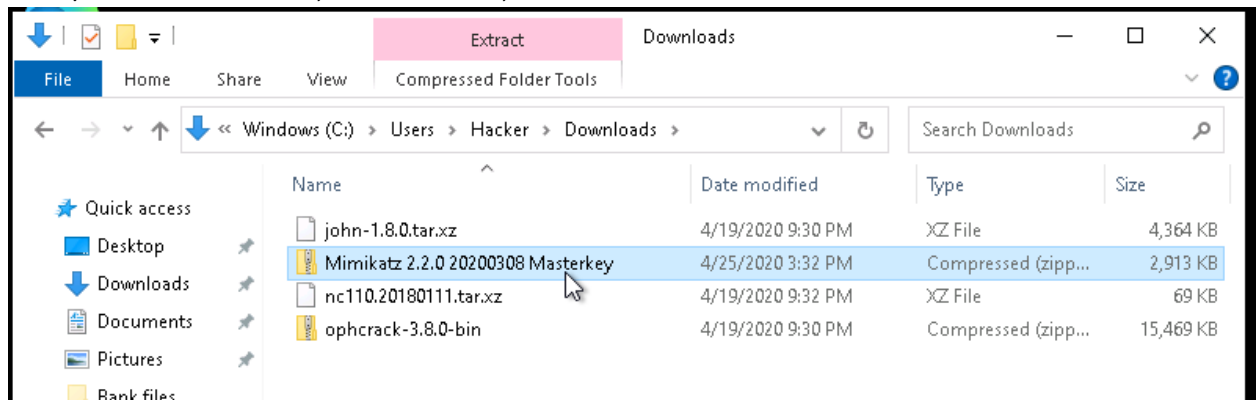 Extract Downloads
File Home Share View Compressed Folder Tools
« Windows (C:) > Users > Hacker > Downloads > Search Downloads
Name Date modified Type Size
Quick access
Desktop
Downloads
Documents
Pictures
Bank files
john-1.8.0.tar.xz 4/19/2020 9:30 PM XZ File 4,364 KB
Mimikatz 2.2.0 20200308 Masterkey 4/25/2020 3:32 PM Compressed (zipp... 2,913 KB
nc110.20180111.tar.xz 4/19/2020 9:32 PM XZ File 69 KB
ophcrack-3.8.0-bin 4/19/2020 9:30 PM Compressed (zipp... 15,469 KB